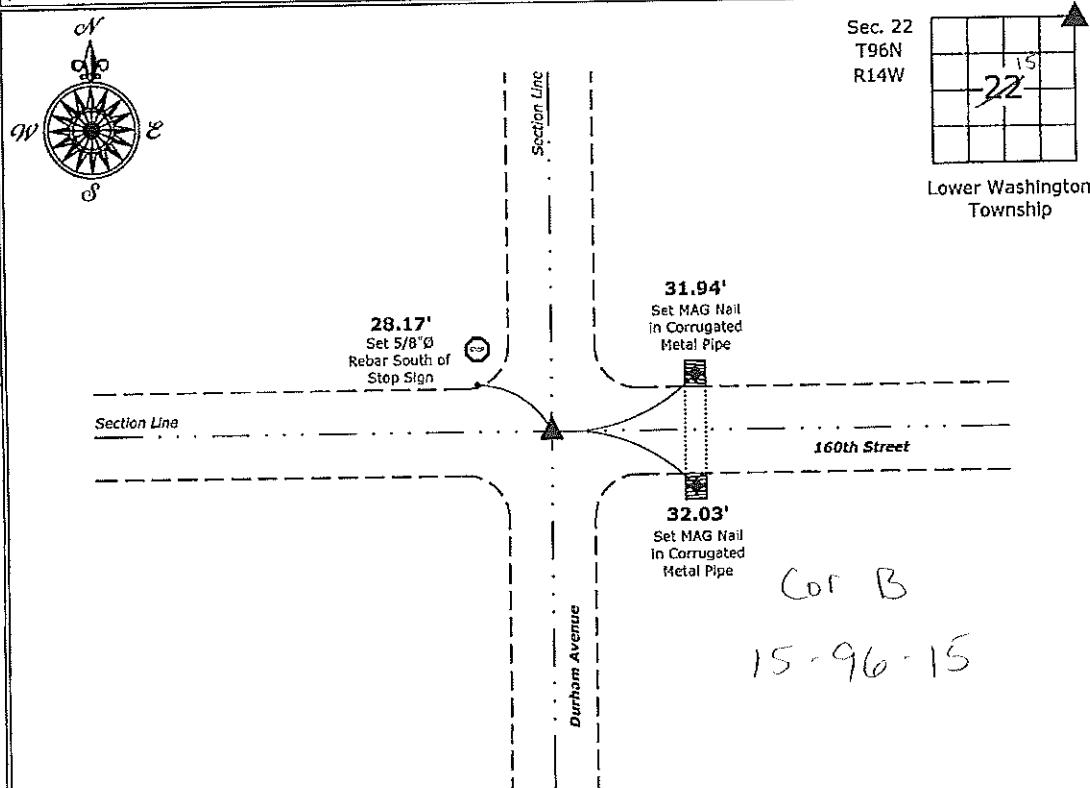 N
W
E
S
Sec. 22
T96N
R14W
22 15
Lower Washington
Township
Section Line
28.17'
Set 5/8"Ø
Rebar South of
Stop Sign
31.94'
Set MAG Nail
in Corrugated
Metal Pipe
Section Line
160th Street
32.03'
Set MAG Nail
in Corrugated
Metal Pipe
Durham Avenue
Cor B
15-96-15